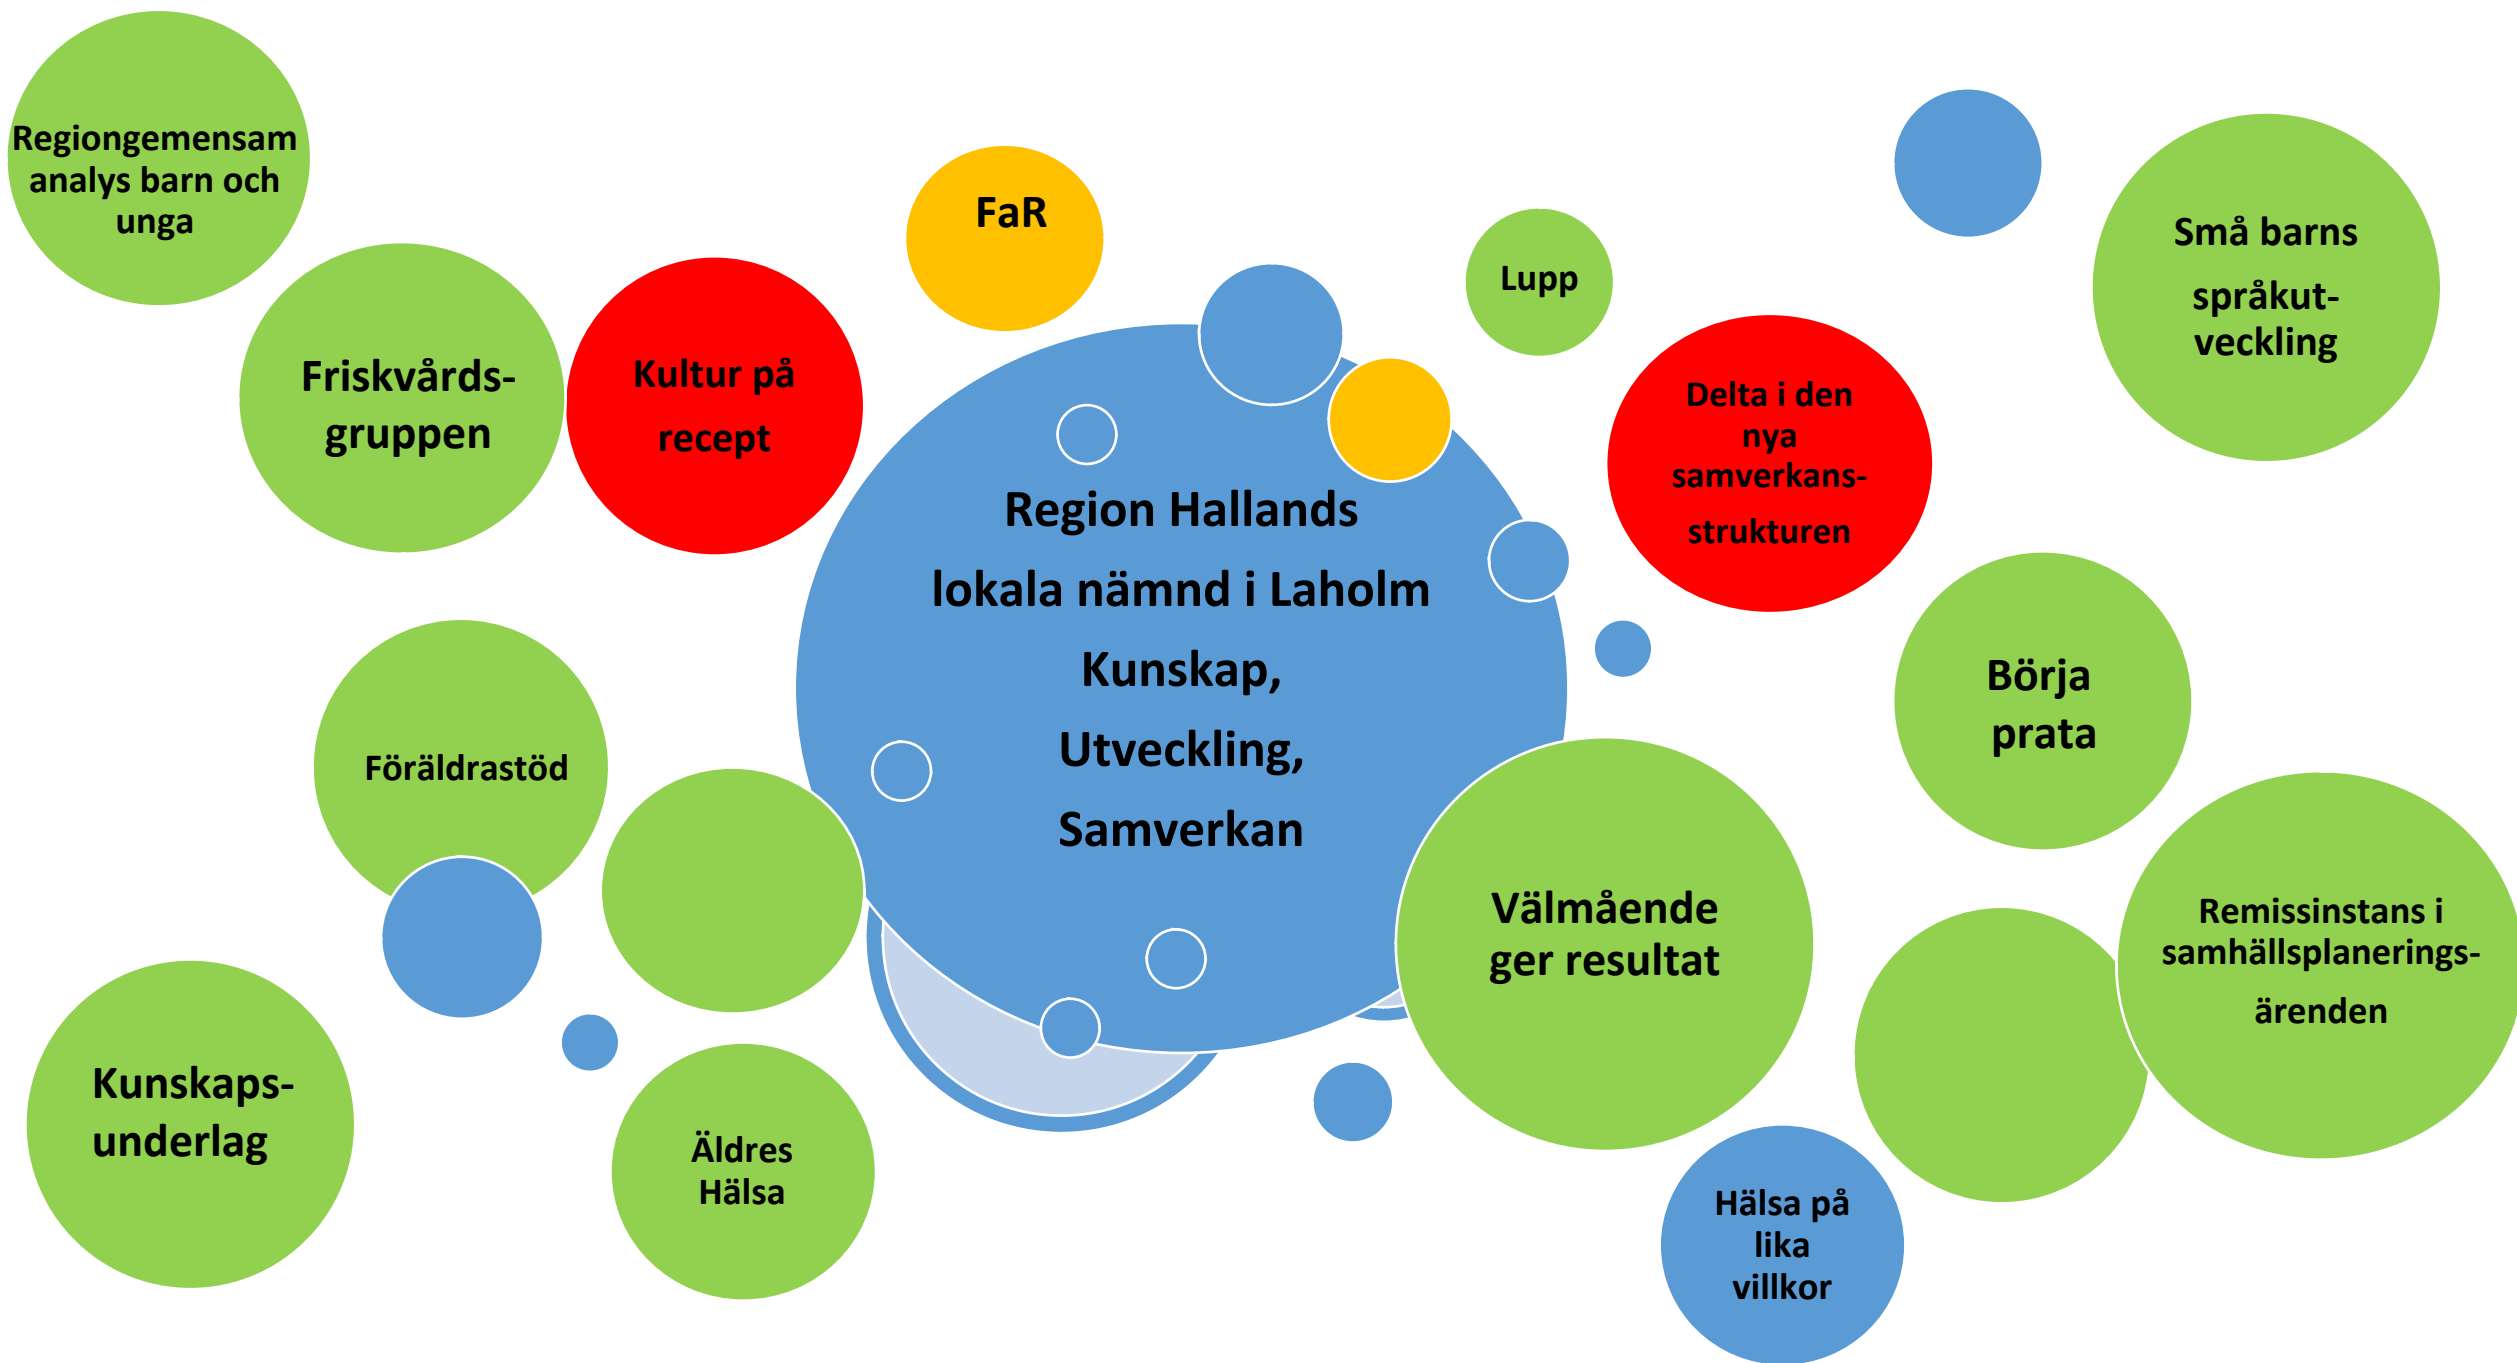 Regiongemensam
analys barn och
unga
Friskvårds-
gruppen
Kultur på
recept
FaR
Lupp
Delta i den
nya
samverkans-
strukturen
Små barns
språkut-
veckling
Region Hallands
lokala nämnd i Laholm
Kunskap,
Utveckling,
Samverkan
Föräldrastöd
Börja
prata
Välmående
ger resultat
Remissinstans i
samhällsplanerings-
ärenden
Kunskaps-
underlag
Äldres
Hälsa
Hälsa på
lika
villkor